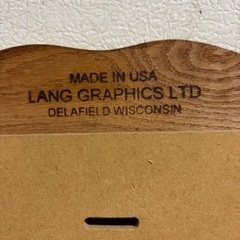 MADE IN USA
LANG GRAPHICS LTD
DELAFIELD WISCONSIN